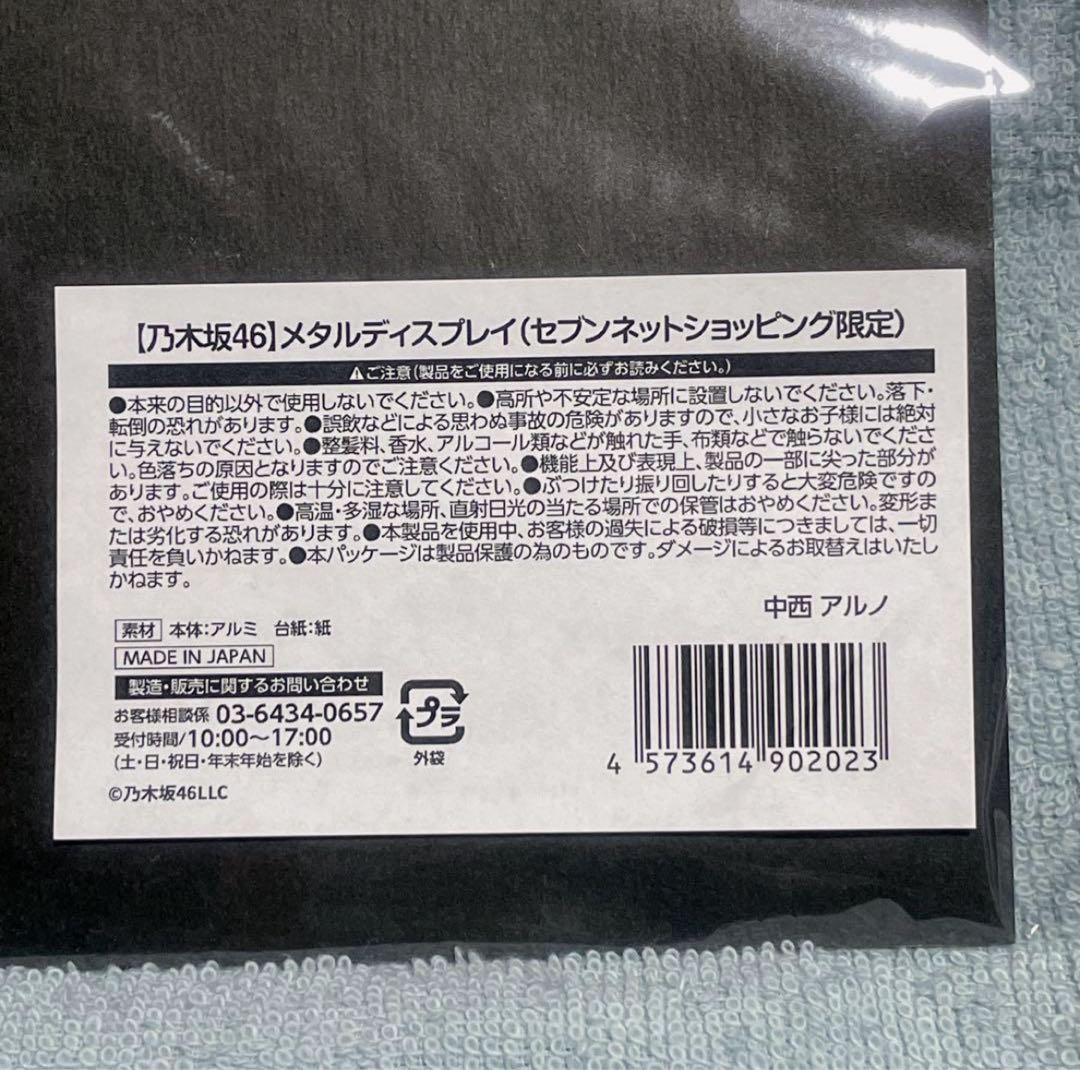 【乃木坂46】メタルディスプレイ(セブンネットショッピング限定)
⚠ご注意(製品をご使用になる前に必ずお読みください。)
●本来の目的以外で使用しないでください。●高所や不安定な場所に設置しないでください。落下・
転倒の恐れがあります。●誤飲などによる思わぬ事故の危険がありますので、小さなお子様には絶対
に与えないでください。●整髪料、香水、アルコール類などが触れた手、布類などで触らないでくださ
い。色落ちの原因となりますのでご注意ください。●機能上及び表現上、製品の一部に尖った部分が
あります。ご使用の際は十分に注意してください。●ぶつけたり振り回したりすると大変危険ですの
で、おやめください。●高温・多湿な場所、直射日光の当たる場所での保管はおやめください。変形ま
たは劣化する恐れがあります。●本製品を使用中、お客様の過失による破損等につきましては、一切
責任を負いかねます。●本パッケージは製品保護の為のものです。ダメージによるお取替えはいたし
かねます。
中西 アルノ
素材 本体:アルミ 台紙:紙
MADE IN JAPAN
製造・販売に関するお問い合わせ
お客様相談係 03-6434-0657
受付時間/10:00〜17:00
(土・日・祝日・年末年始を除く)
©乃木坂46LLC
プラ
外袋
4 573614 902023